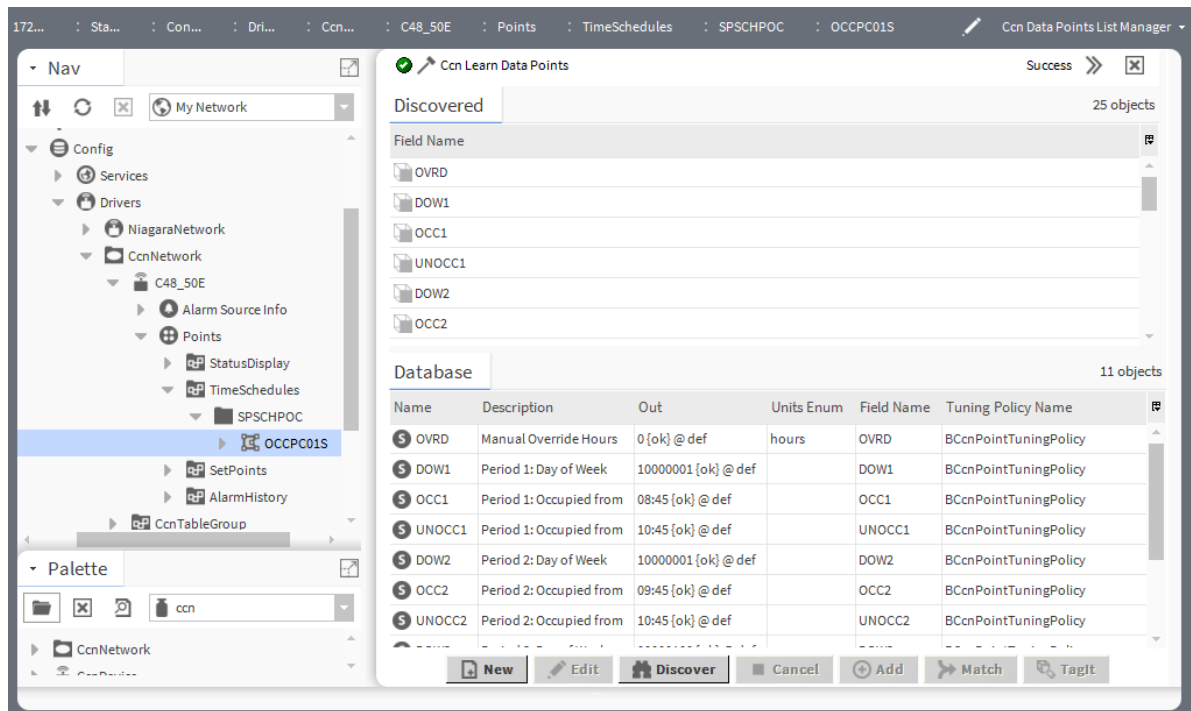 172... : Sta... : Con... : Dri... : Ccn... : C48_50E : Points : TimeSchedules : SPSCHPOC : OCCPC01S Ccn Data Points List Manager
Nav
My Network
Config
Services
Drivers
NiagaraNetwork
CcnNetwork
C48_50E
Alarm Source Info
Points
StatusDisplay
TimeSchedules
SPSCHPOC
OCCPC01S
SetPoints
AlarmHistory
CcnTableGroup
Palette
ccn
CcnNetwork
Ccn Learn Data Points Success
Discovered 25 objects
Field Name
OVRD
DOW1
OCC1
UNOCC1
DOW2
OCC2
Database 11 objects
Name Description Out Units Enum Field Name Tuning Policy Name
S OVRD Manual Override Hours 0 {ok} @ def hours OVRD BCcnPointTuningPolicy
S DOW1 Period 1: Day of Week 10000001 {ok} @ def DOW1 BCcnPointTuningPolicy
S OCC1 Period 1: Occupied from 08:45 {ok} @ def OCC1 BCcnPointTuningPolicy
S UNOCC1 Period 1: Occupied from 10:45 {ok} @ def UNOCC1 BCcnPointTuningPolicy
S DOW2 Period 2: Day of Week 10000001 {ok} @ def DOW2 BCcnPointTuningPolicy
S OCC2 Period 2: Occupied from 09:45 {ok} @ def OCC2 BCcnPointTuningPolicy
S UNOCC2 Period 2: Occupied from 10:45 {ok} @ def UNOCC2 BCcnPointTuningPolicy
New Edit Discover Cancel Add Match TagIt